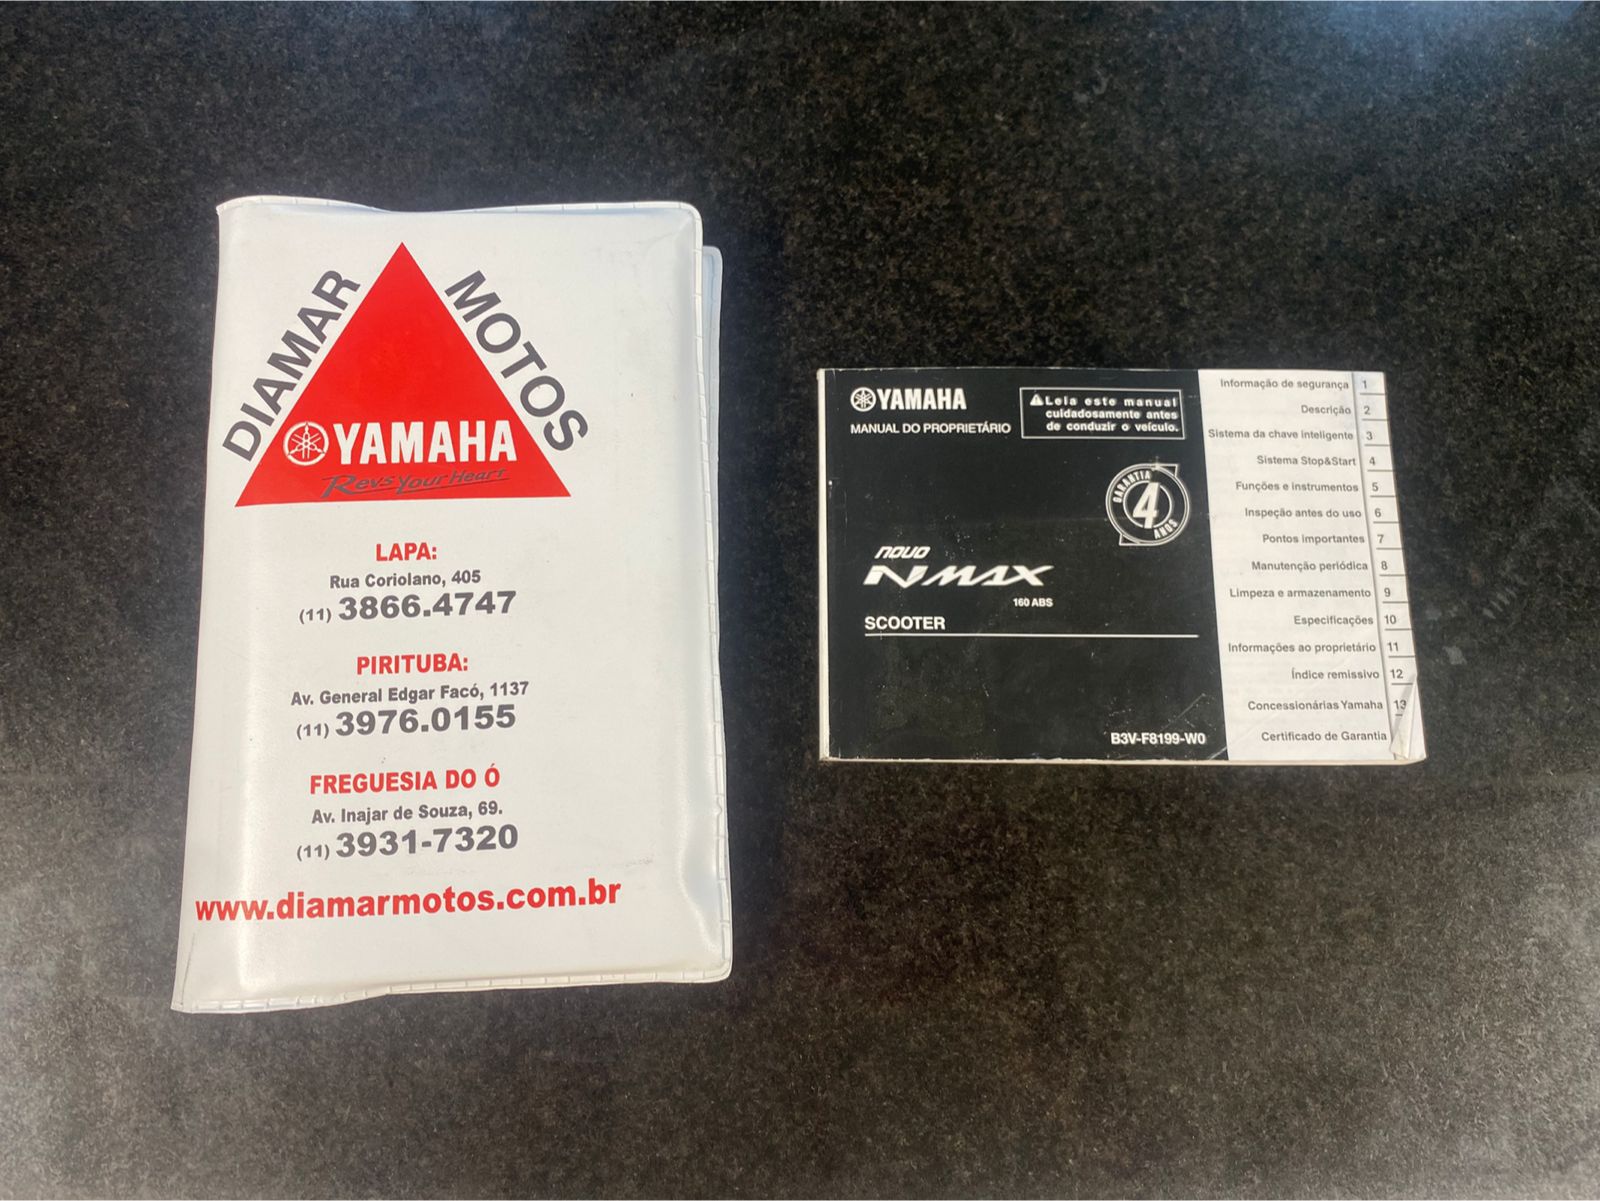 DIAMAR MOTOS
YAMAHA
Revs Your Heart
LAPA:
Rua Coriolano, 405
(11) 3866.4747
PIRITUBA:
Av. General Edgar Facó, 1137
(11) 3976.0155
FREGUESIA DO Ó
Av. Inajar de Souza, 69.
(11) 3931-7320
www.diamarmotos.com.br
YAMAHA
MANUAL DO PROPRIETÁRIO
Leia este manual
cuidadosamente antes
de conduzir o veículo.
GARANTIA
4
ANOS
novo
NMAX
160 ABS
SCOOTER
B3V-F8199-W0
Informação de segurança 1
Descrição 2
Sistema da chave inteligente 3
Sistema Stop&Start 4
Funções e instrumentos 5
Inspeção antes do uso 6
Pontos importantes 7
Manutenção periódica 8
Limpeza e armazenamento 9
Especificações 10
Informações ao proprietário 11
Índice remissivo 12
Concessionárias Yamaha 13
Certificado de Garantia